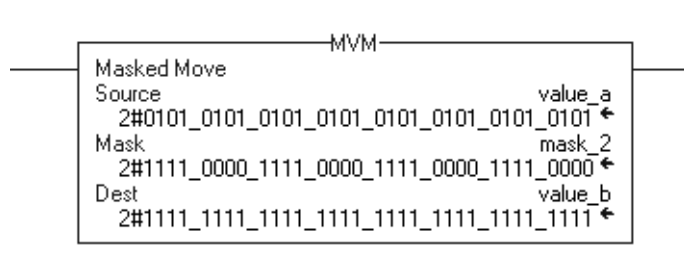 MVM
Masked Move
Source value_a
2#0101_0101_0101_0101_0101_0101_0101_0101
Mask mask_2
2#1111_0000_1111_0000_1111_0000_1111_0000
Dest value_b
2#1111_1111_1111_1111_1111_1111_1111_1111